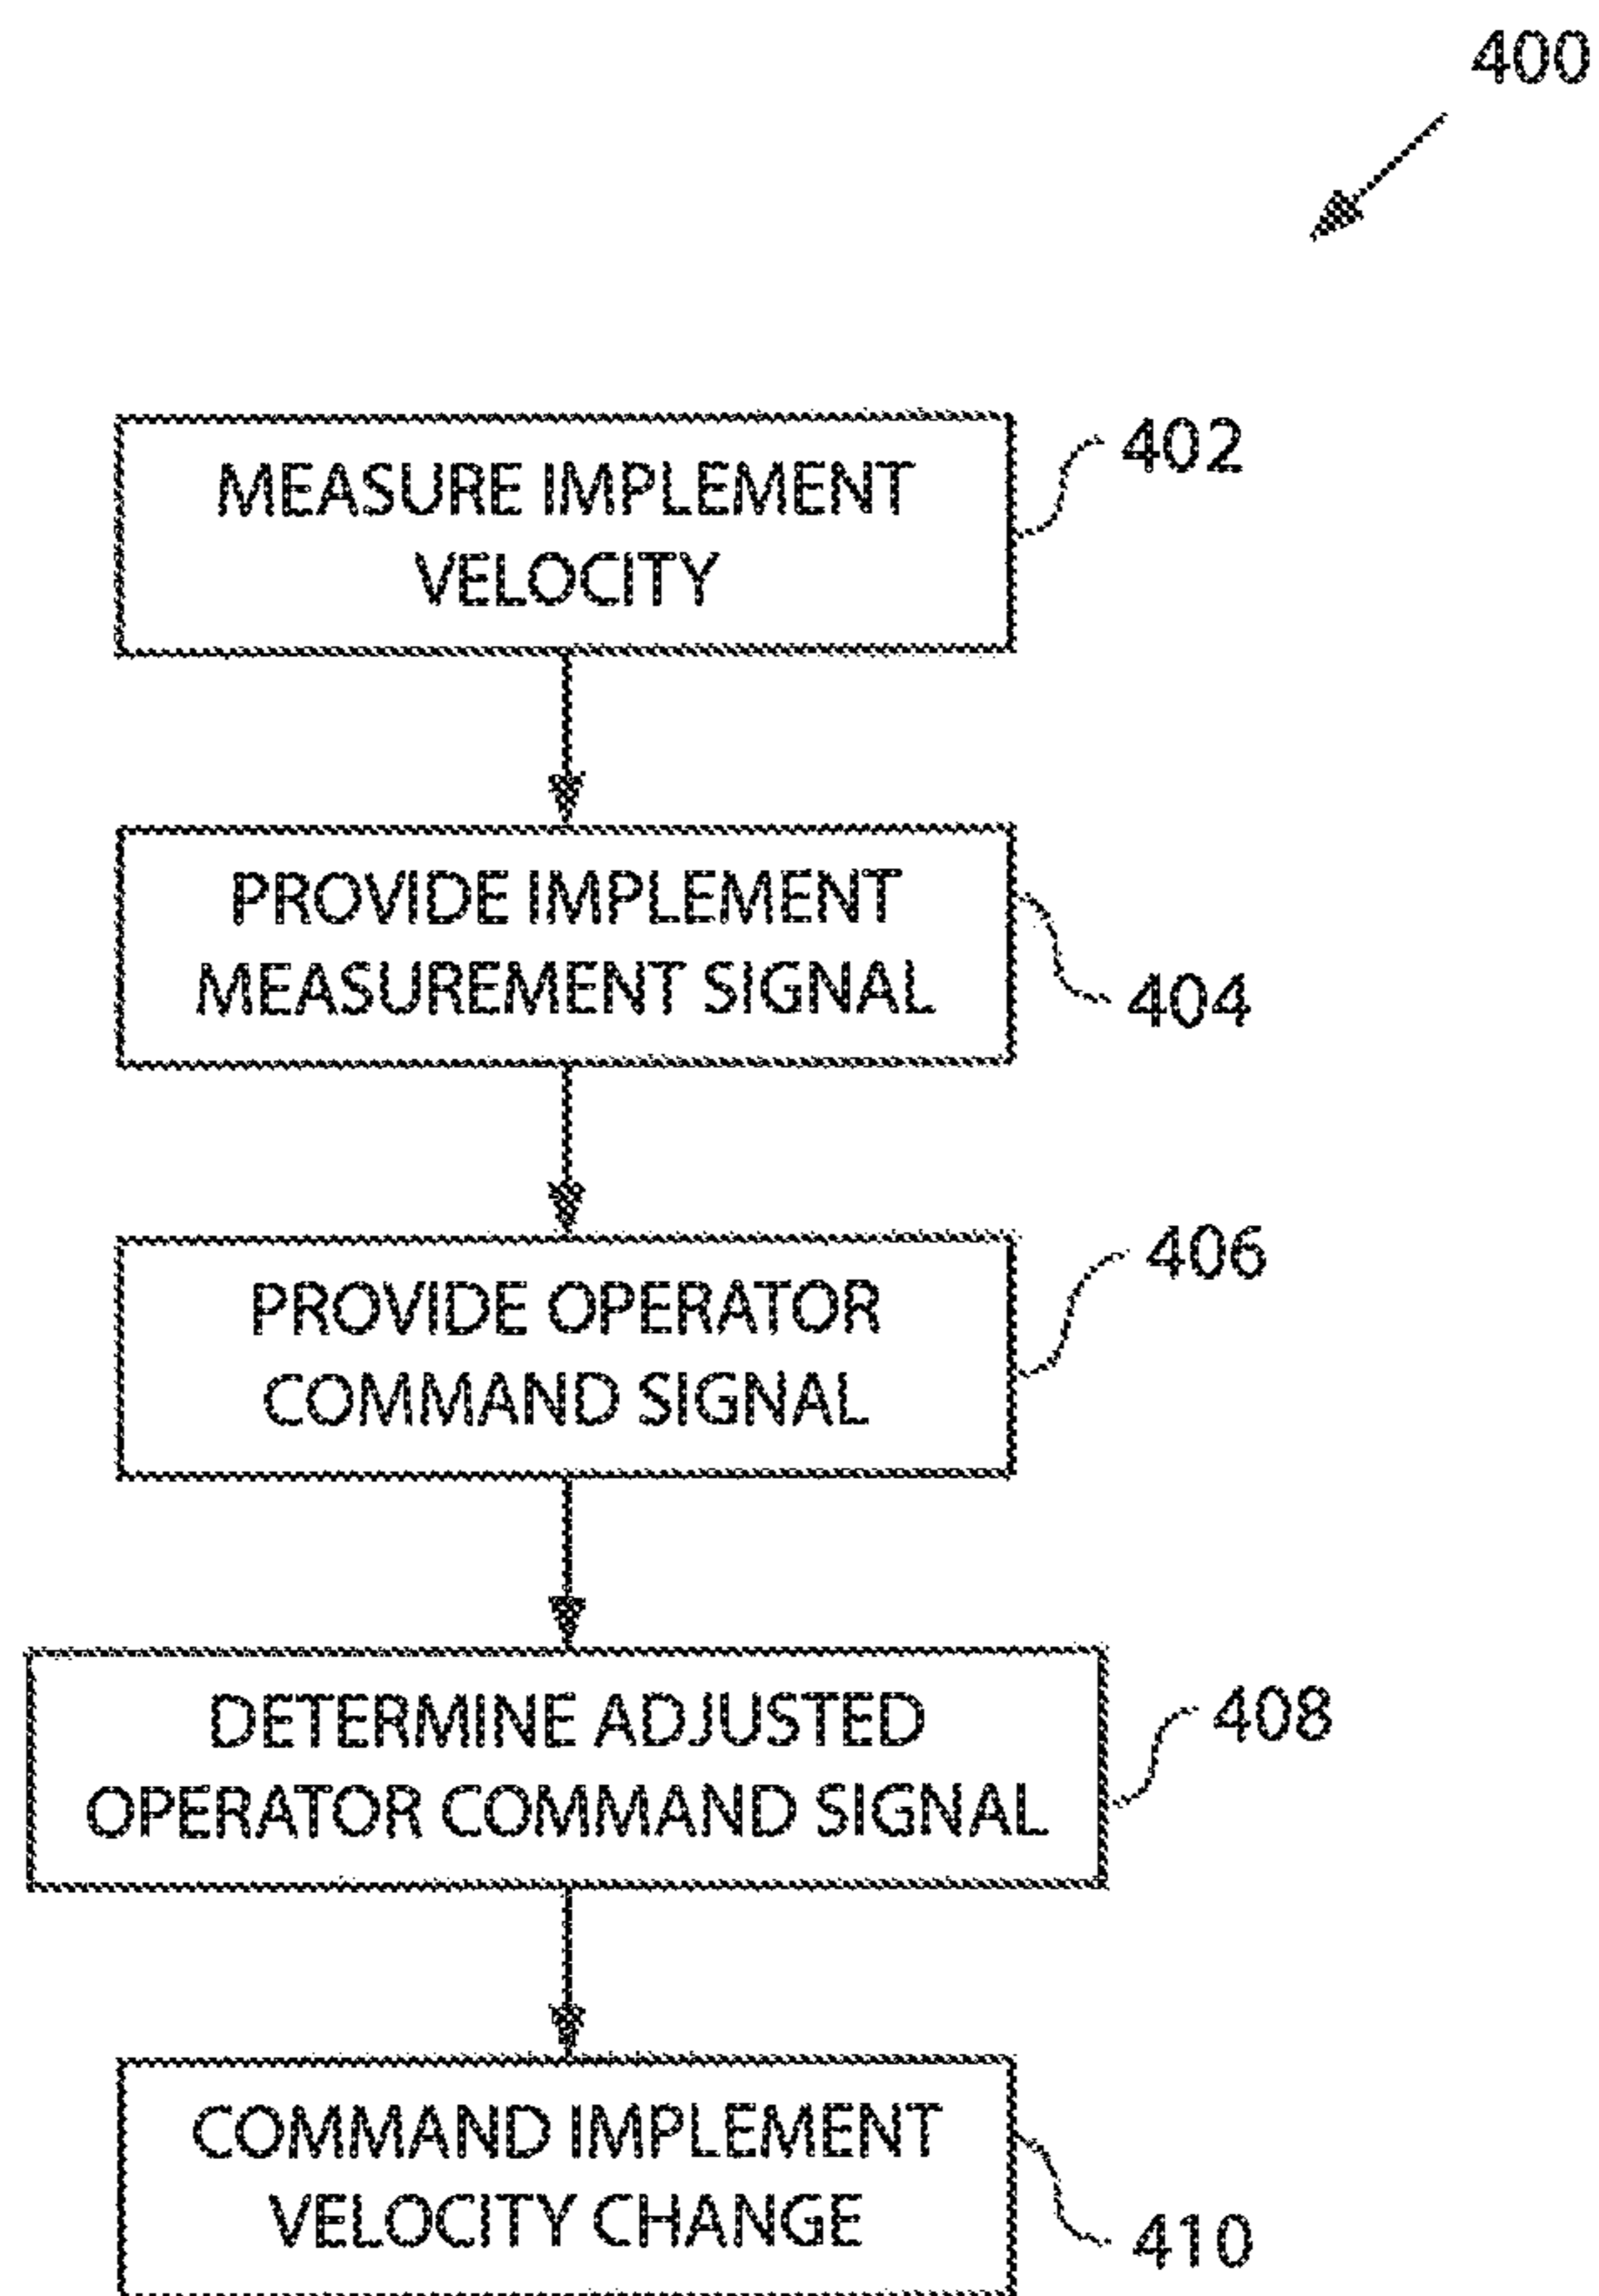 400
MEASURE IMPLEMENT
VELOCITY
402
PROVIDE IMPLEMENT
MEASUREMENT SIGNAL
404
PROVIDE OPERATOR
COMMAND SIGNAL
406
DETERMINE ADJUSTED
OPERATOR COMMAND SIGNAL
408
COMMAND IMPLEMENT
VELOCITY CHANGE
410